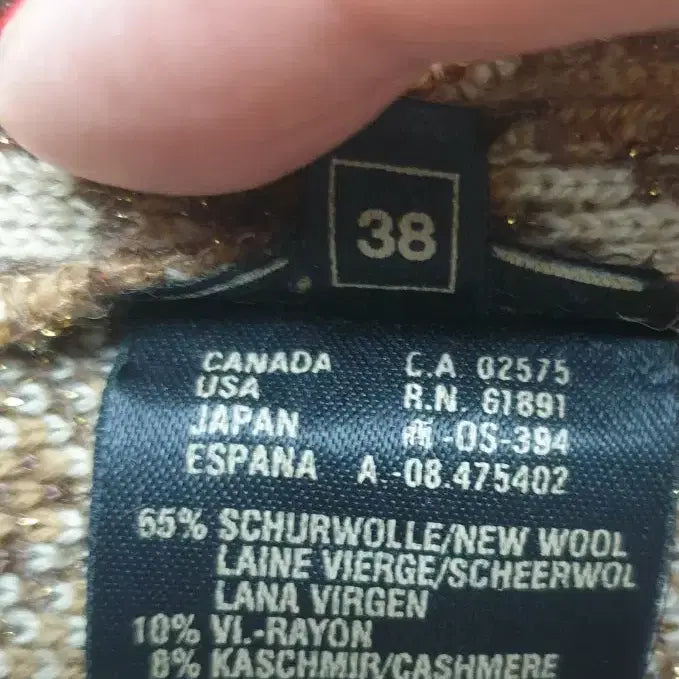 38
CANADA C.A 02575
USA R.N. 61891
JAPAN 商-OS-394
ESPANA A.-08.475402
65% SCHURWOLLE/NEW WOOL
LAINE VIERGE/SCHEERWOL
LANA VIRGEN
10% VI.-RAYON
8% KASCHMIR/CASHMERE